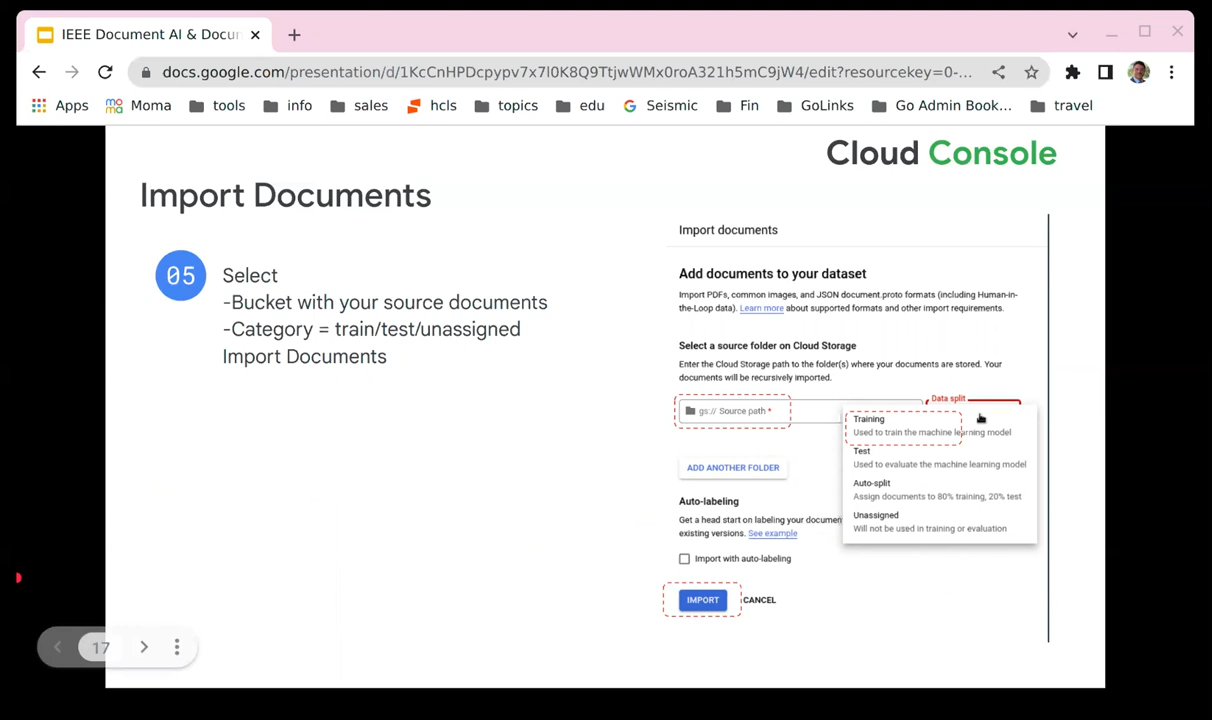 IEEE Document AI & Docu
docs.google.com/presentation/d/1KcCnHPDcpypv7x7l0K8Q9TtjwWMx0roA321h5mC9jW4/edit?resourcekey=0-...
Apps
mo
ma
Moma
tools
info
sales
hcls
topics
edu
Seismic
Fin
GoLinks
Go Admin Book...
travel
Cloud Console
Import Documents
05
Select
-Bucket with your source documents
-Category = train/test/unassigned
Import Documents
Import documents
Add documents to your dataset
Import PDFs, common images, and JSON document.proto formats (including Human-in-
the-Loop data). Learn more about supported formats and other import requirements.
Select a source folder on Cloud Storage
Enter the Cloud Storage path to the folder(s) where your documents are stored. Your
documents will be recursively imported.
gs:// Source path *
Data split
Training
Used to train the machine learning model
Test
Used to evaluate the machine learning model
Auto-split
Assign documents to 80% training, 20% test
Unassigned
Will not be used in training or evaluation
ADD ANOTHER FOLDER
Auto-labeling
Get a head start on labeling your documen
existing versions. See example
Import with auto-labeling
IMPORT
CANCEL
17